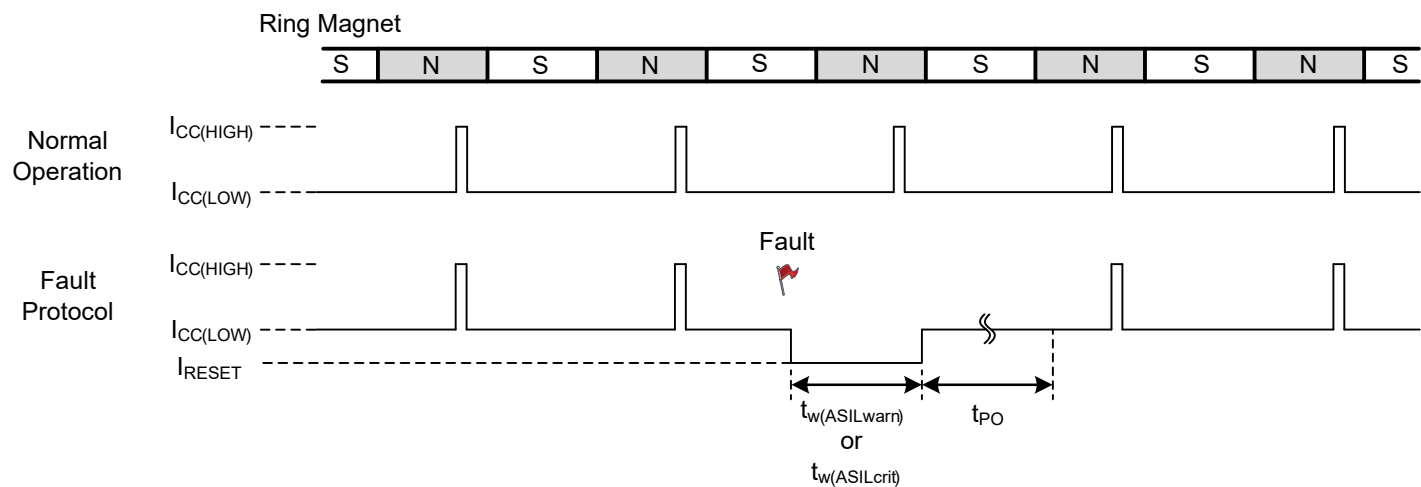 Ring Magnet
S N S N S N S N S N S
Normal
Operation
ICC(HIGH)
ICC(LOW)
Fault
Protocol
ICC(HIGH)
Fault
ICC(LOW)
IRESET
tw(ASILwarn)
or
tw(ASILcrit)
tPO